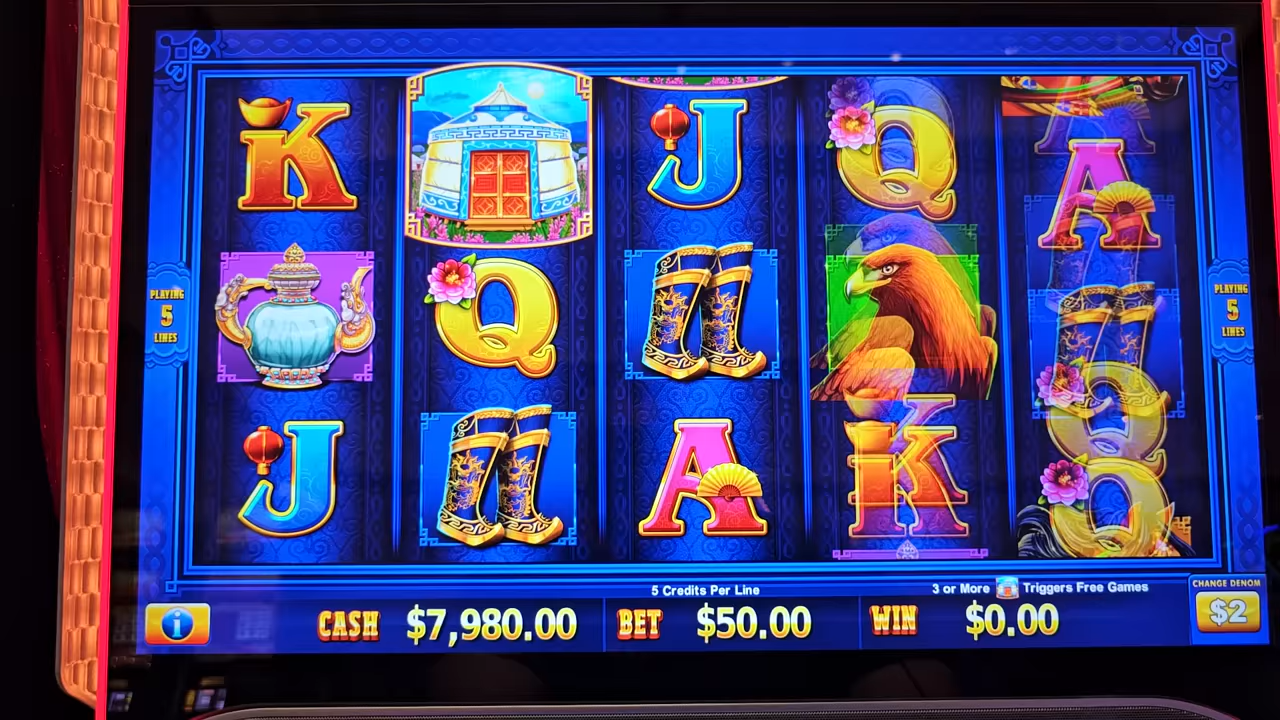 K J Q A
Q
J A K Q
PLAYING
5
LINES
PLAYING
5
LINES
5 Credits Per Line
3 or More Triggers Free Games
CHANGE DENOM
$2
i
CASH $7,980.00
BET $50.00
WIN $0.00